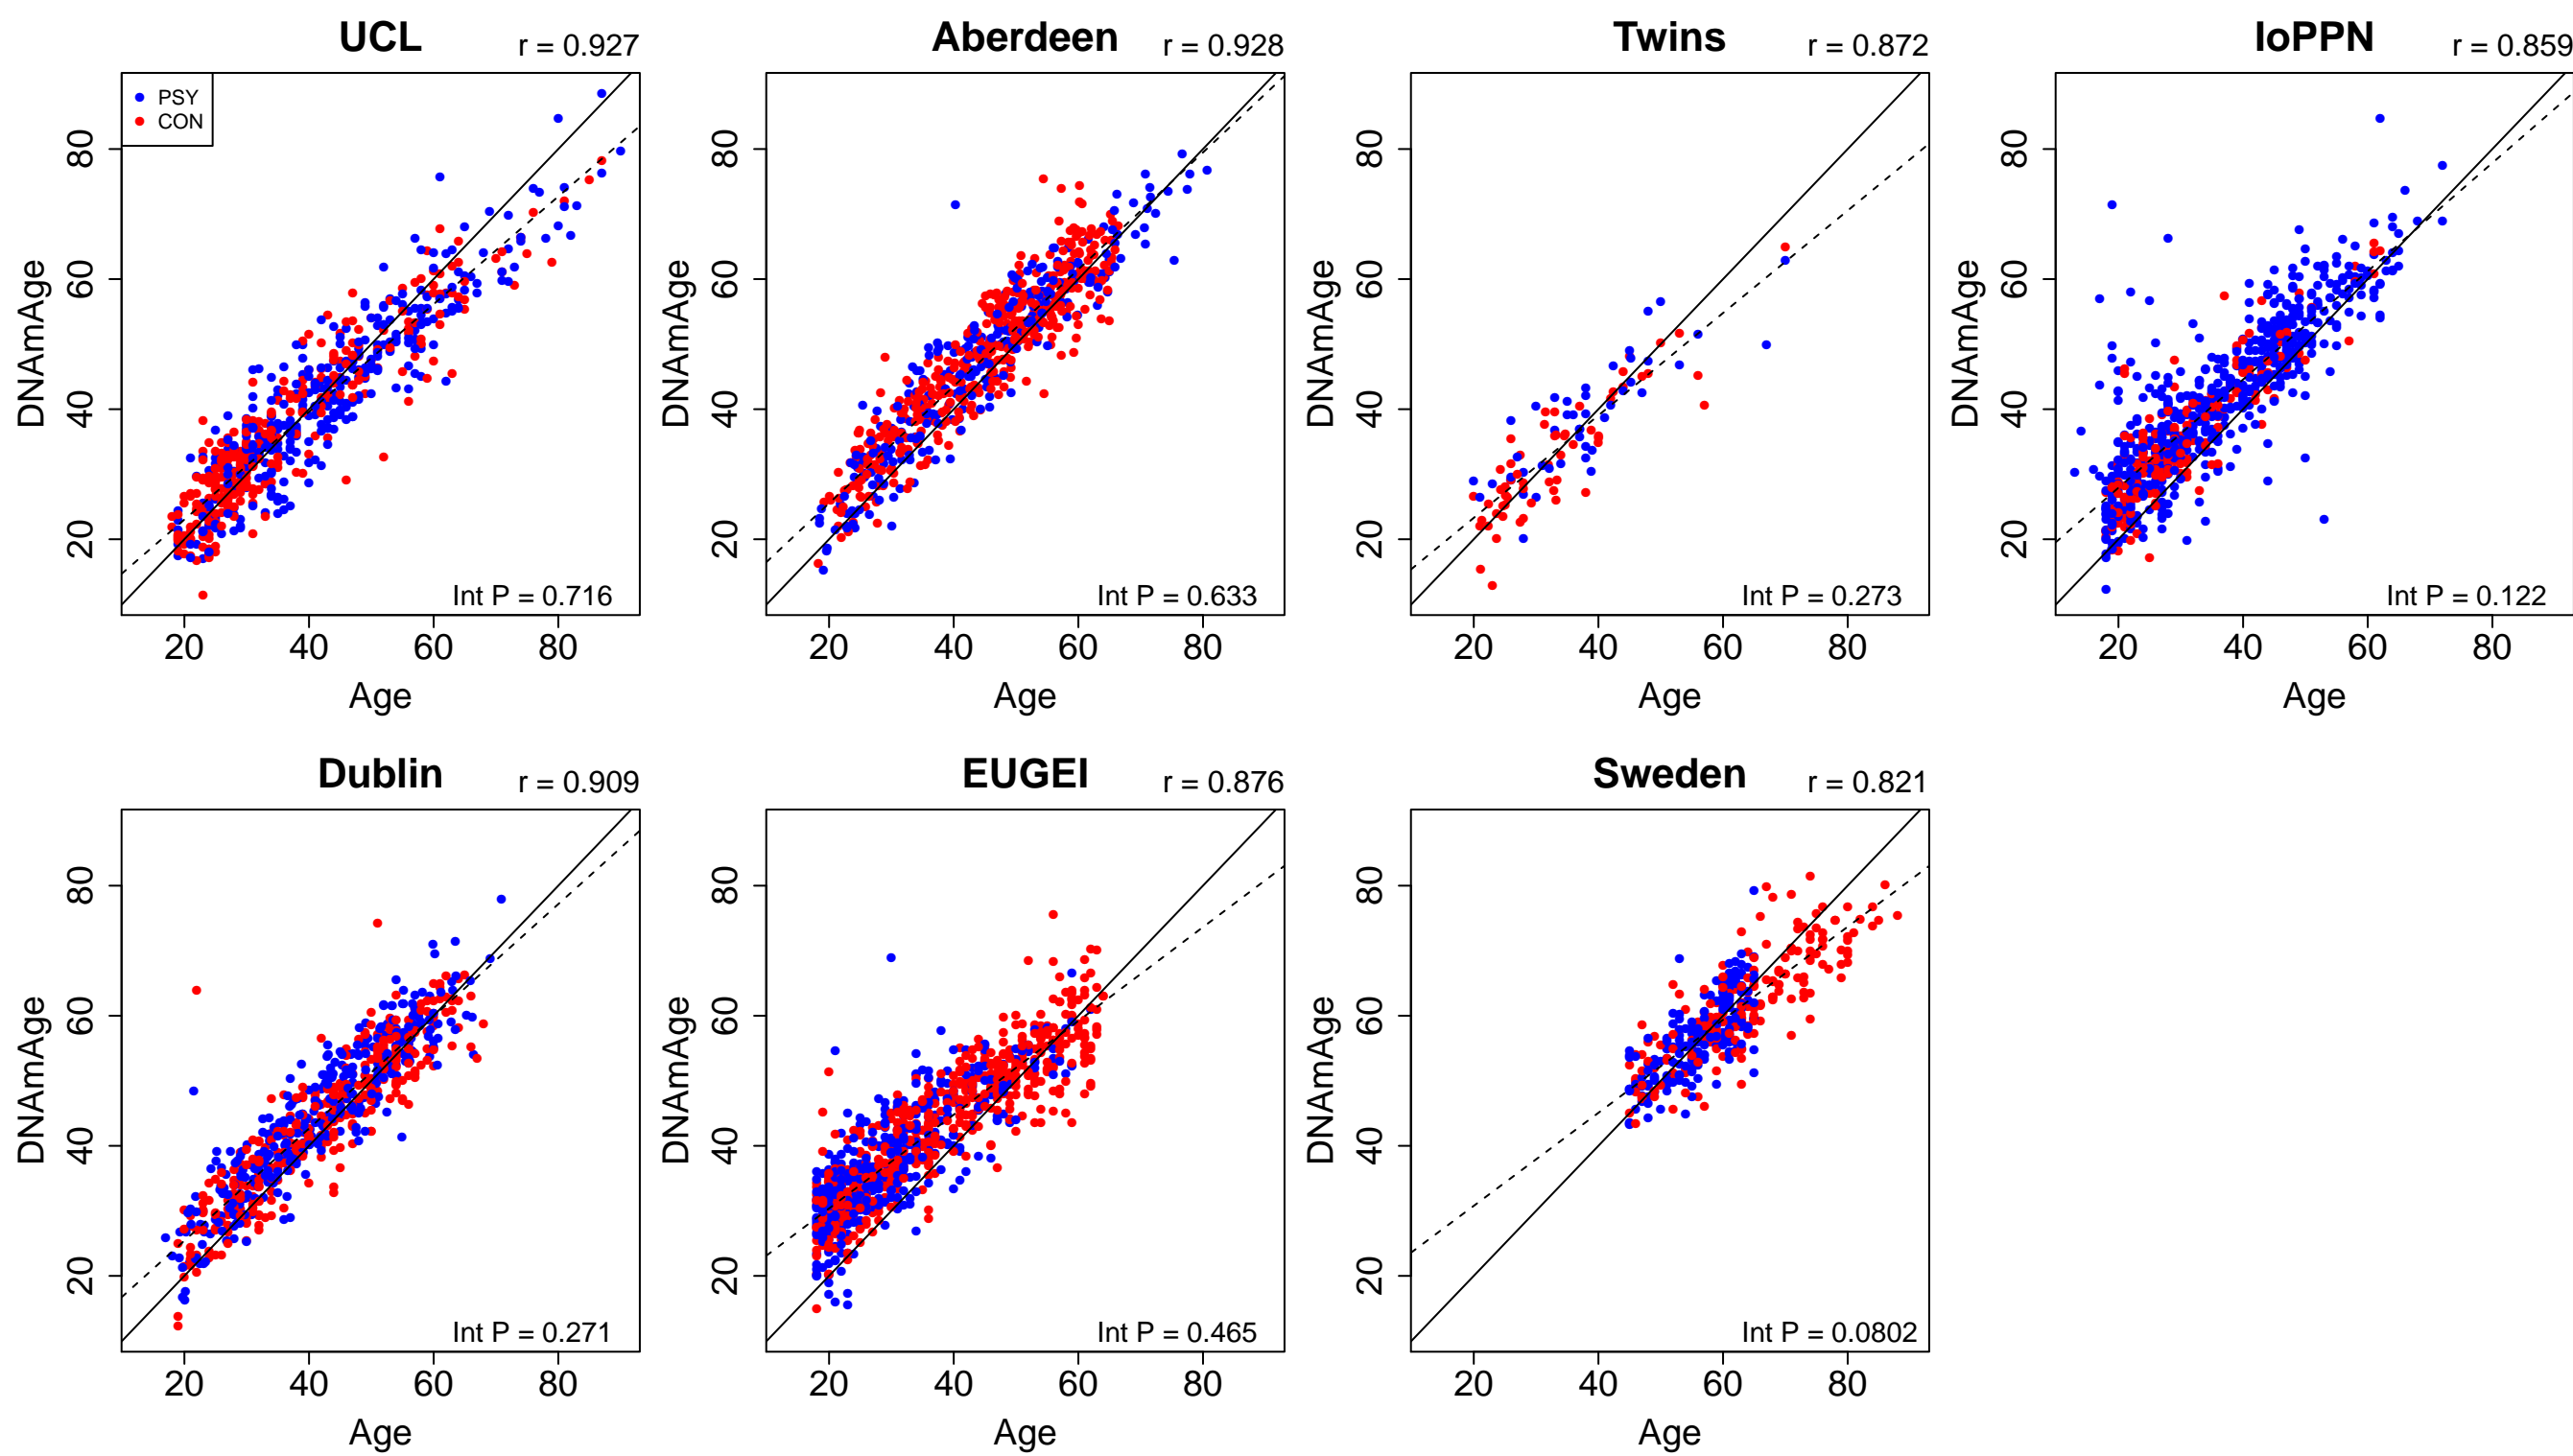 UCL
r = 0.927
PSY
CON
DNAmAge
20
40
60
80
20 40 60 80
Age
Int P = 0.716
Aberdeen
r = 0.928
DNAmAge
20
40
60
80
20 40 60 80
Age
Int P = 0.633
Twins
r = 0.872
DNAmAge
20
40
60
80
20 40 60 80
Age
Int P = 0.273
IoPPN
r = 0.859
DNAmAge
20
40
60
80
20 40 60 80
Age
Int P = 0.122
Dublin
r = 0.909
DNAmAge
20
40
60
80
20 40 60 80
Age
Int P = 0.271
EUGEI
r = 0.876
DNAmAge
20
40
60
80
20 40 60 80
Age
Int P = 0.465
Sweden
r = 0.821
DNAmAge
20
40
60
80
20 40 60 80
Age
Int P = 0.0802